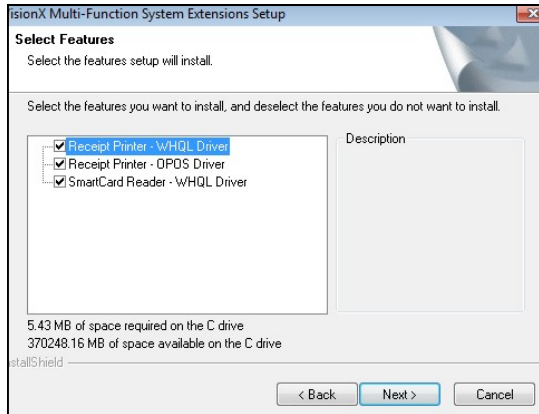 isionX Multi-Function System Extensions Setup
Select Features
Select the features setup will install.
Select the features you want to install, and deselect the features you do not want to install.
Receipt Printer - WHQL Driver
Receipt Printer - OPOS Driver
SmartCard Reader - WHQL Driver
Description
5.43 MB of space required on the C drive
370248.16 MB of space available on the C drive
stallShield
< Back Next > Cancel